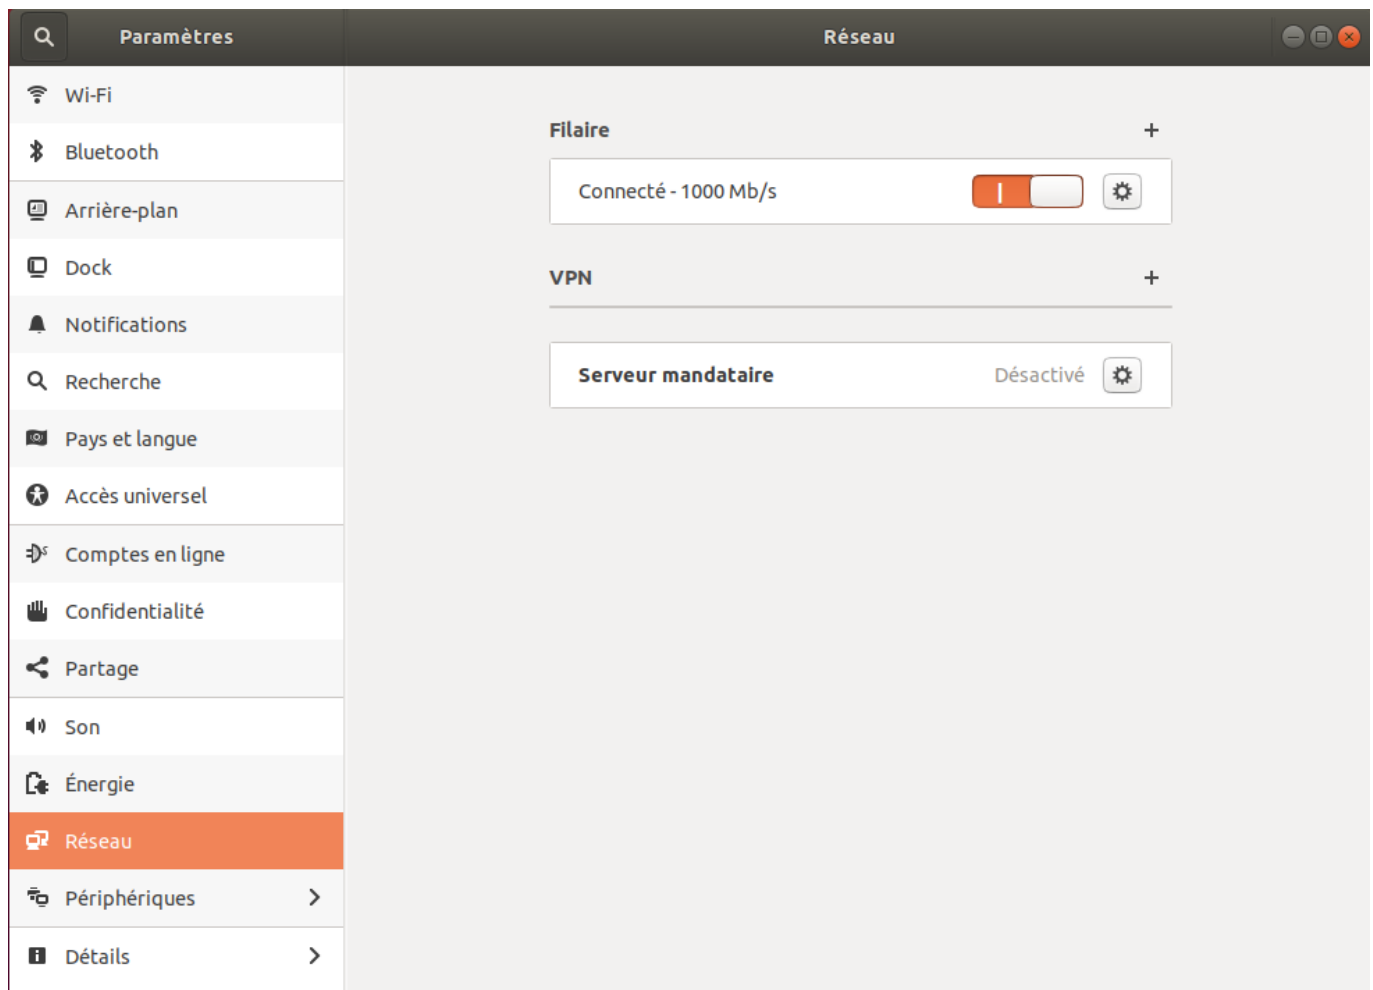 Paramètres
Réseau
Wi-Fi
Bluetooth
Arrière-plan
Dock
Notifications
Recherche
Pays et langue
Accès universel
Comptes en ligne
Confidentialité
Partage
Son
Énergie
Réseau
Périphériques
Détails
Filaire
Connecté - 1000 Mb/s
VPN
Serveur mandataire Désactivé